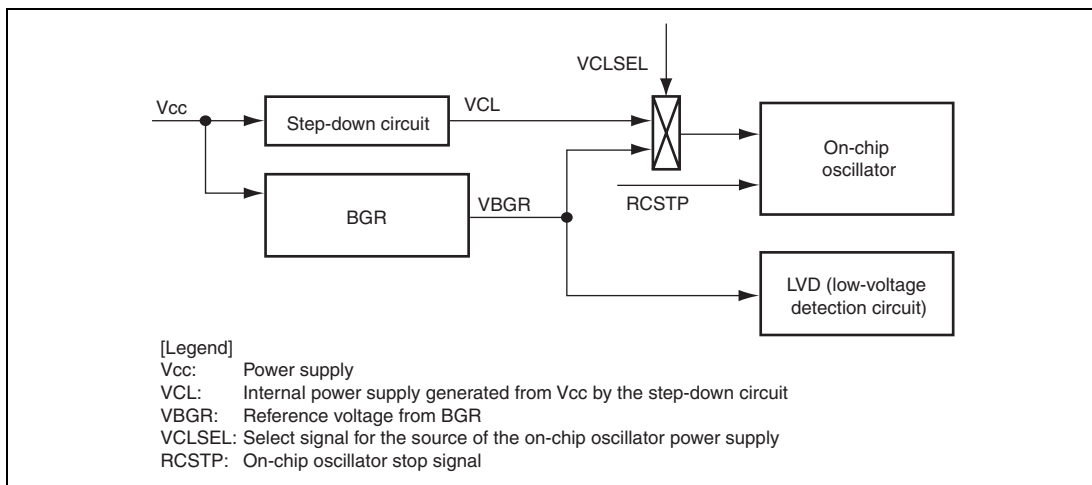 VCLSEL
Vcc
Step-down circuit
VCL
On-chip
oscillator
BGR
VBGR
RCSTP
LVD (low-voltage
detection circuit)
[Legend]
Vcc: Power supply
VCL: Internal power supply generated from Vcc by the step-down circuit
VBGR: Reference voltage from BGR
VCLSEL: Select signal for the source of the on-chip oscillator power supply
RCSTP: On-chip oscillator stop signal